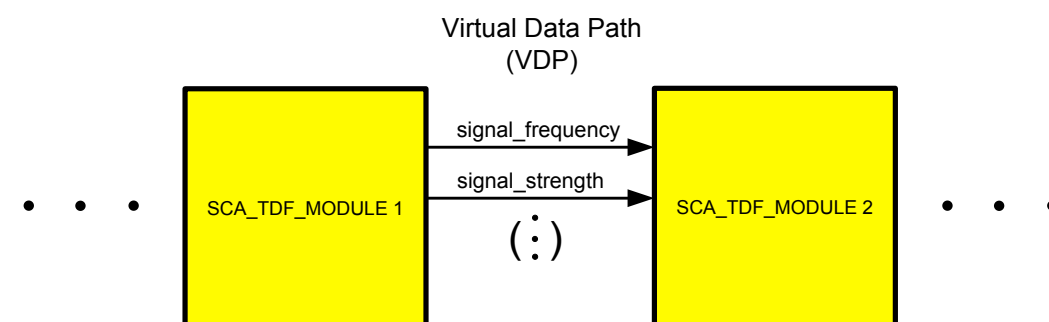 Virtual Data Path
(VDP)
signal_frequency
signal_strength
SCA_TDF_MODULE 1
SCA_TDF_MODULE 2